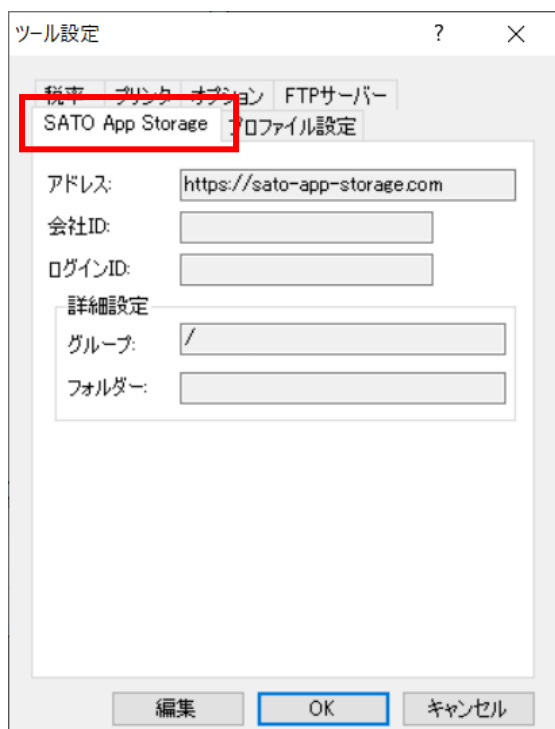 ツール設定 ?
税率 プリンタ オプション FTPサーバー
SATO App Storage プロファイル設定
アドレス: https://sato-app-storage.com
会社ID:
ログインID:
詳細設定
グループ: /
フォルダー:
編集 OK キャンセル